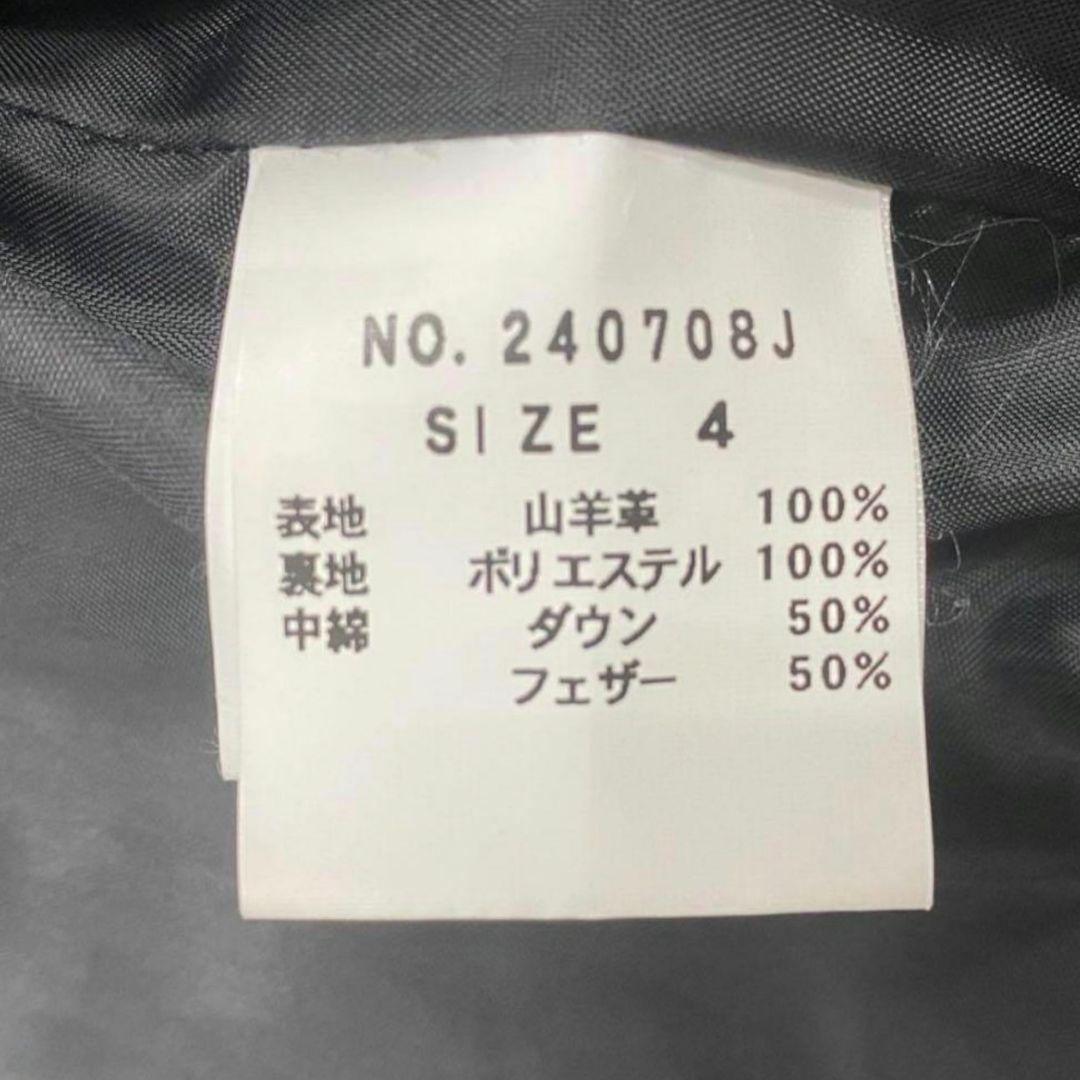 NO. 240708J
SIZE 4
表地 山羊革 100%
裏地 ポリエステル 100%
中綿 ダウン 50%
フェザー 50%